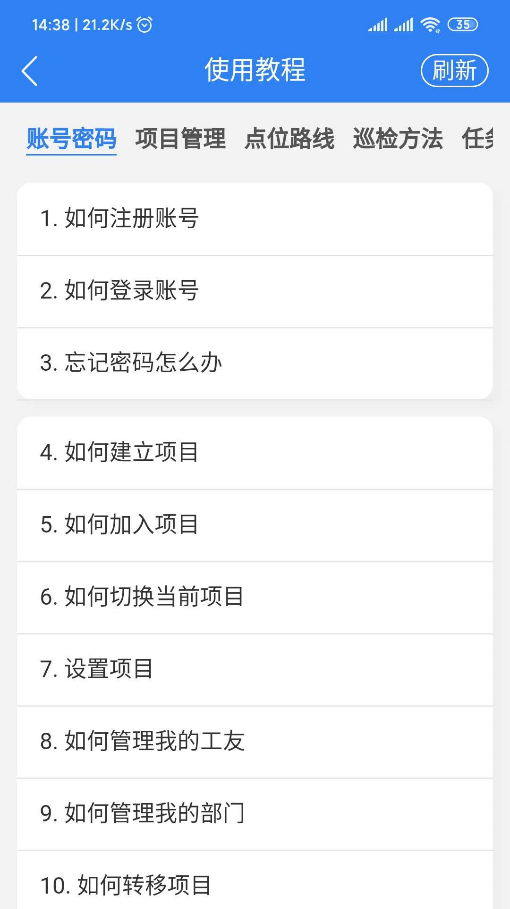 14:38 | 21.2K/s 35
使用教程 刷新
账号密码 项目管理 点位路线 巡检方法 任务
1. 如何注册账号
2. 如何登录账号
3. 忘记密码怎么办
4. 如何建立项目
5. 如何加入项目
6. 如何切换当前项目
7. 设置项目
8. 如何管理我的工友
9. 如何管理我的部门
10. 如何转移项目